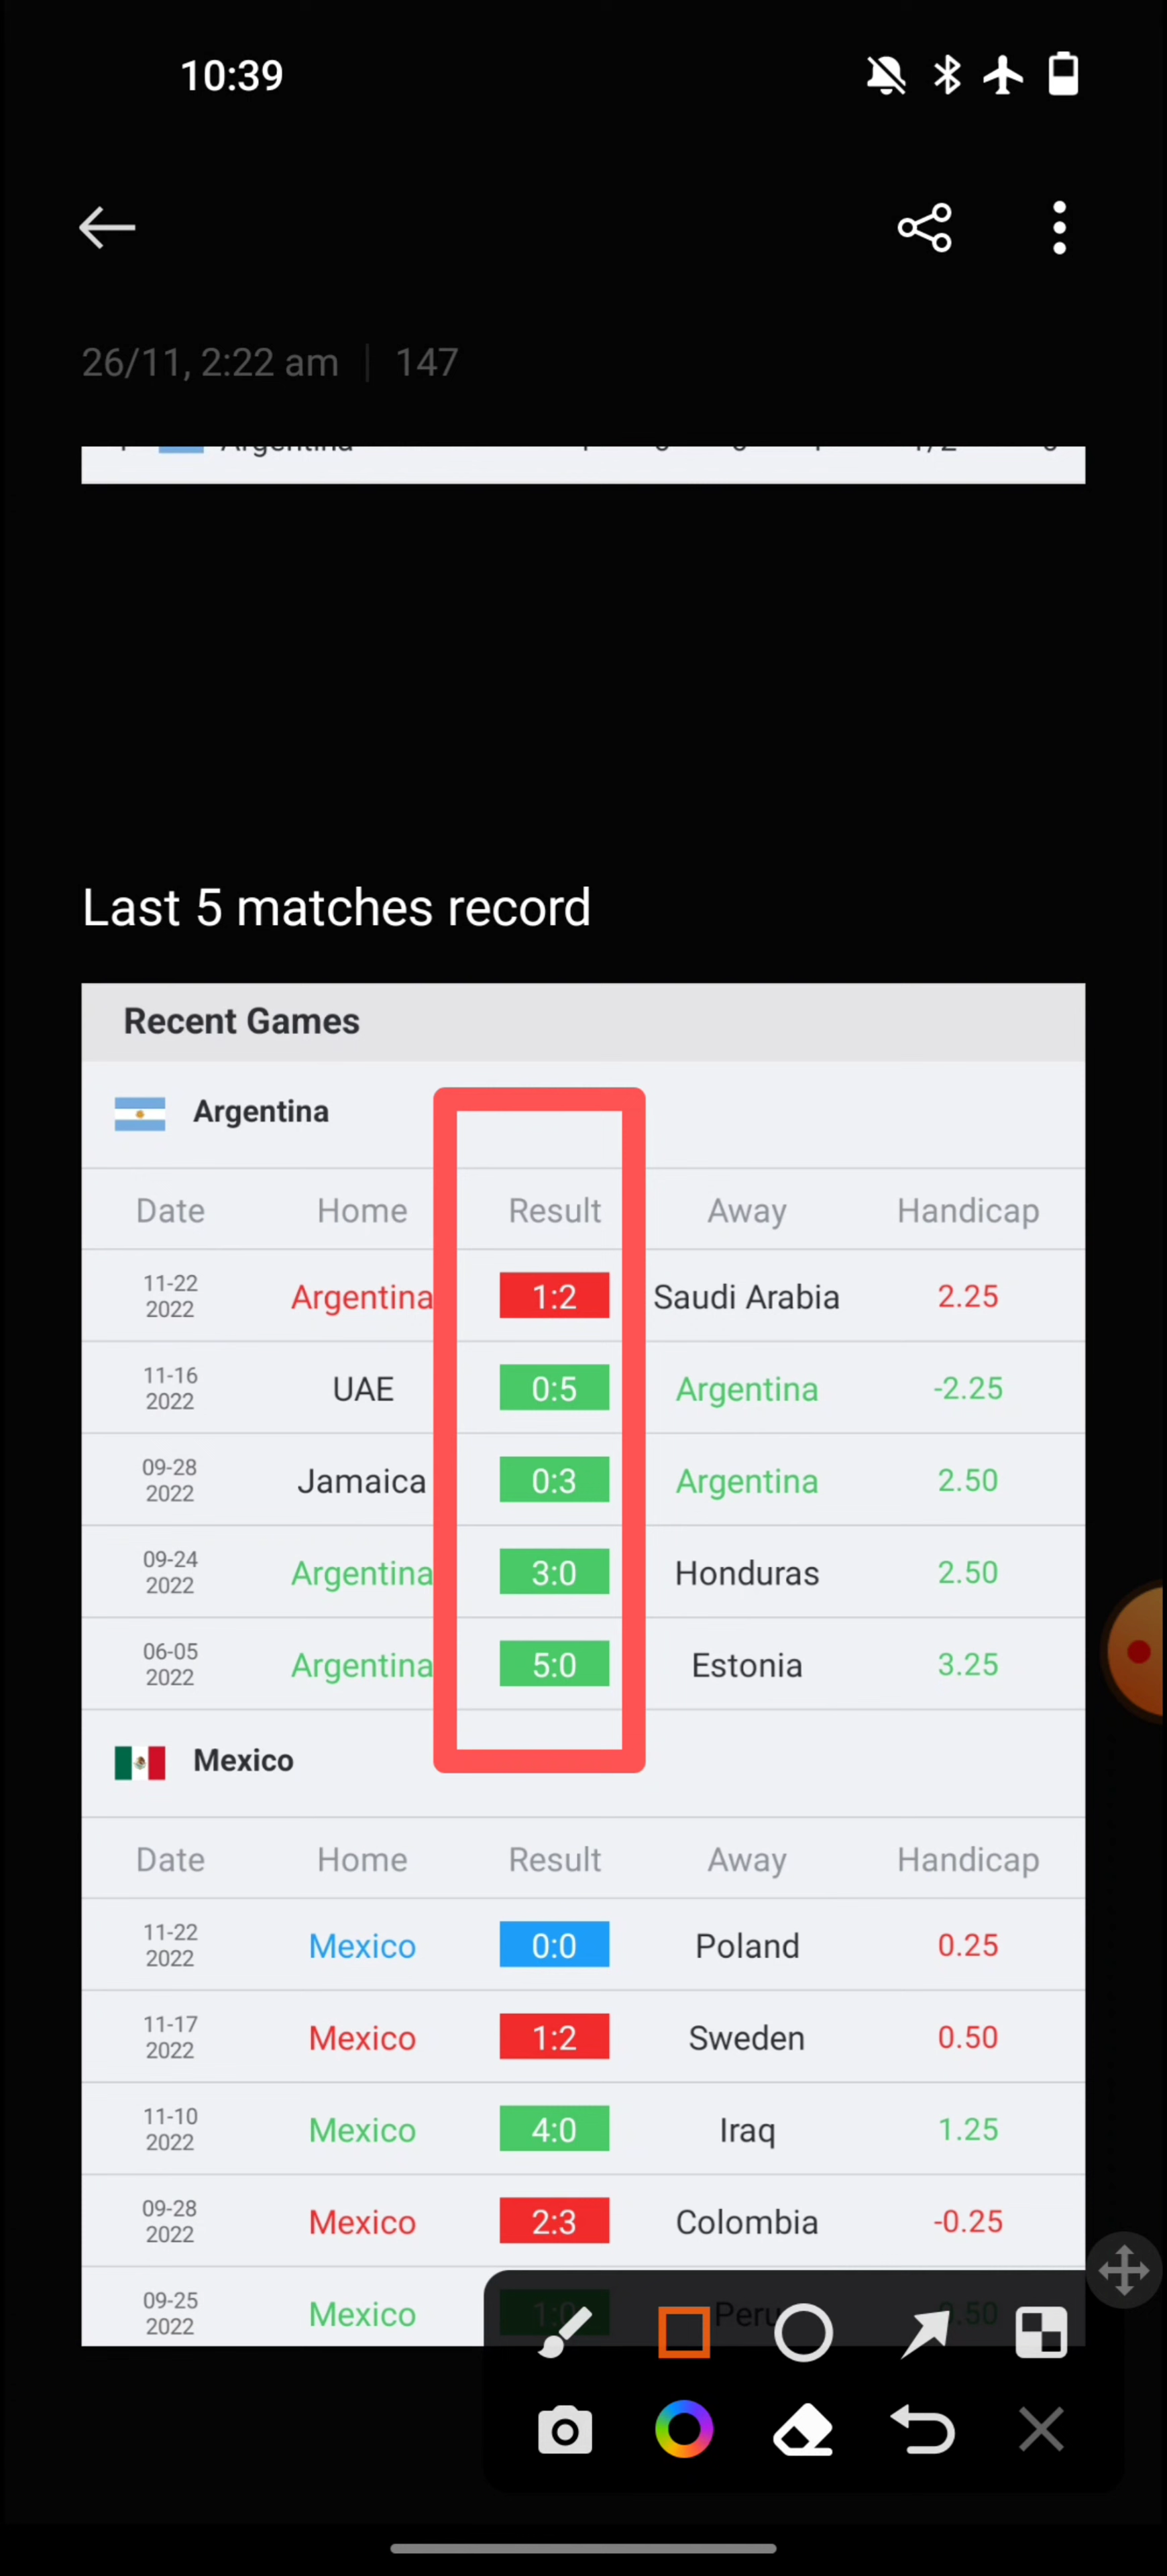 10:39
26/11, 2:22 am | 147
Argentina
Last 5 matches record
Recent Games
Argentina
Date Home Result Away Handicap
11-22 2022 Argentina 1:2 Saudi Arabia 2.25
11-16 2022 UAE 0:5 Argentina -2.25
09-28 2022 Jamaica 0:3 Argentina 2.50
09-24 2022 Argentina 3:0 Honduras 2.50
06-05 2022 Argentina 5:0 Estonia 3.25
Mexico
Date Home Result Away Handicap
11-22 2022 Mexico 0:0 Poland 0.25
11-17 2022 Mexico 1:2 Sweden 0.50
11-10 2022 Mexico 4:0 Iraq 1.25
09-28 2022 Mexico 2:3 Colombia -0.25
09-25 2022 Mexico 1:0 Peru